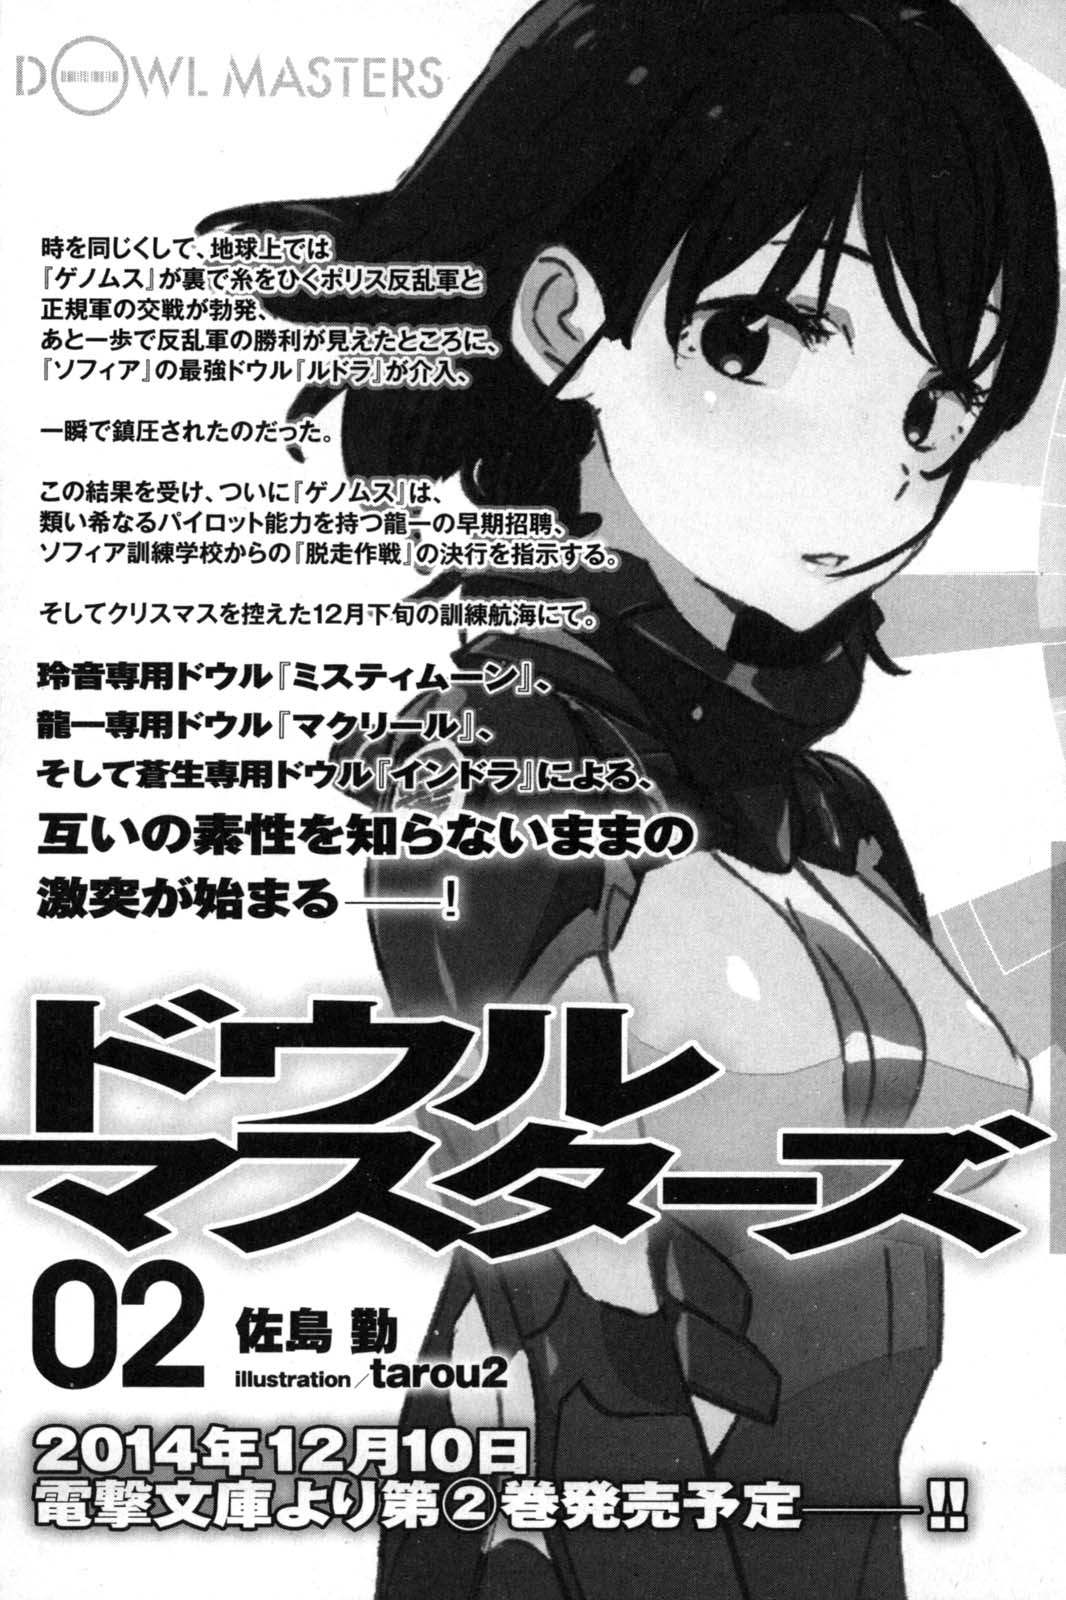 DOWL MASTERS
時を同じくして、地球上では
『ゲノムス』が裏で糸をひくポリス反乱軍と
正規軍の交戦が勃発、
あと一歩で反乱軍の勝利が見えたところに、
『ソフィア』の最強ドウル『ルドラ』が介入、
一瞬で鎮圧されたのだった。
この結果を受け、ついに『ゲノムス』は、
類い希なるパイロット能力を持つ龍一の早期招聘、
ソフィア訓練学校からの『脱走作戦』の決行を指示する。
そしてクリスマスを控えた12月下旬の訓練航海にて。
玲音専用ドウル『ミスティムーン』、
龍一専用ドウル『マクリール』、
そして蒼生専用ドウル『インドラ』による、
互いの素性を知らないままの
激突が始まる――!
ドウル
マスターズ
02
佐島 勤
illustration/tarou2
2014年12月10日
電撃文庫より第②巻発売予定――!!